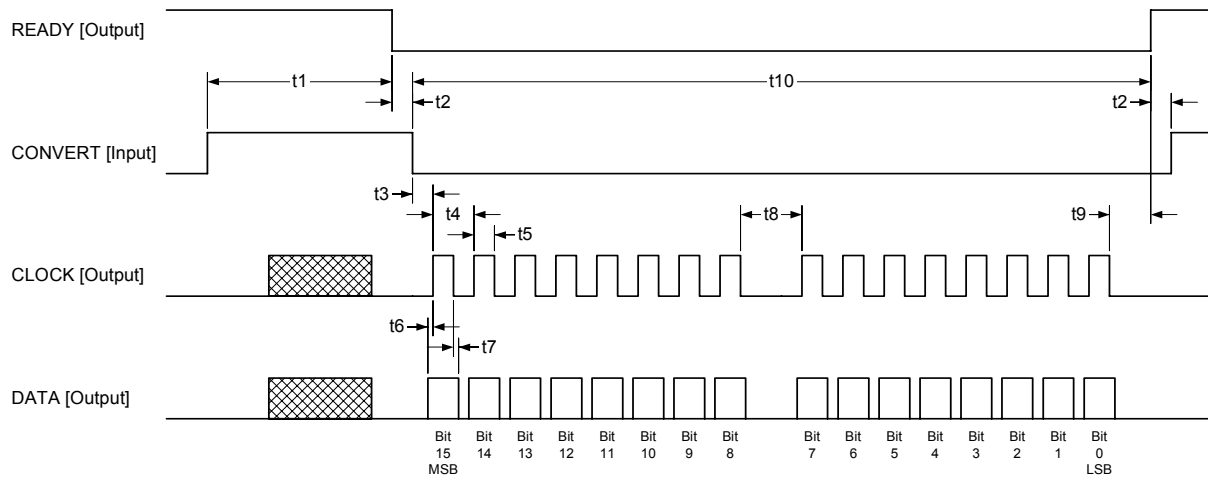 READY [Output]
t1
t10
t2
t2
CONVERT [Input]
t3
t4
t8
t9
t5
CLOCK [Output]
t6
t7
DATA [Output]
Bit 15 MSB
Bit 14
Bit 13
Bit 12
Bit 11
Bit 10
Bit 9
Bit 8
Bit 7
Bit 6
Bit 5
Bit 4
Bit 3
Bit 2
Bit 1
Bit 0 LSB